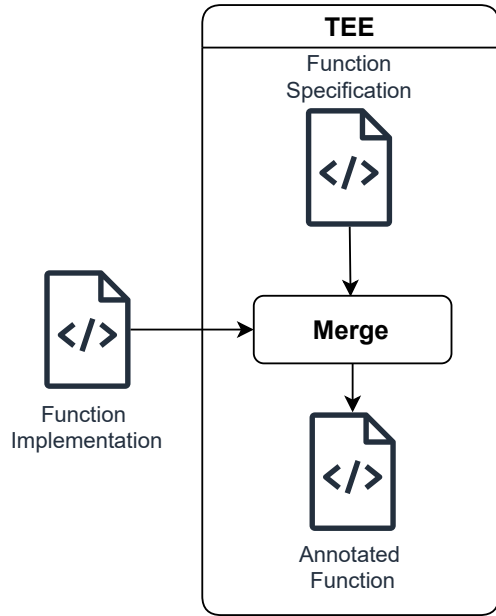 TEE
Function
Specification
</>
Merge
</>
Function
Implementation
</>
Annotated
Function